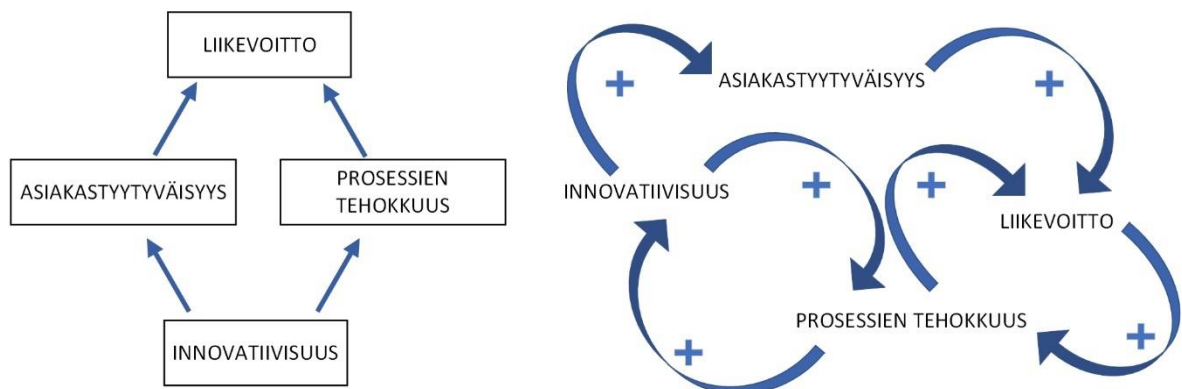 LIIKEVOITTO
ASIAKASTYYTYVÄISYYS
PROSESSIEN
TEHOKKUUS
INNOVATIIVISUUS
+
ASIAKASTYYTYVÄISYYS
+
INNOVATIIVISUUS
+
+
LIIKEVOITTO
PROSESSIEN TEHOKKUUS
+
+